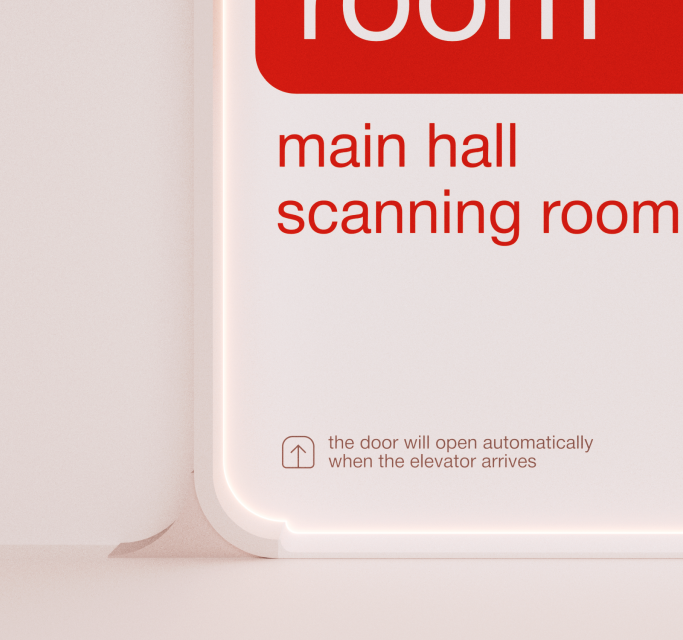 room
main hall
scanning room
the door will open automatically
when the elevator arrives